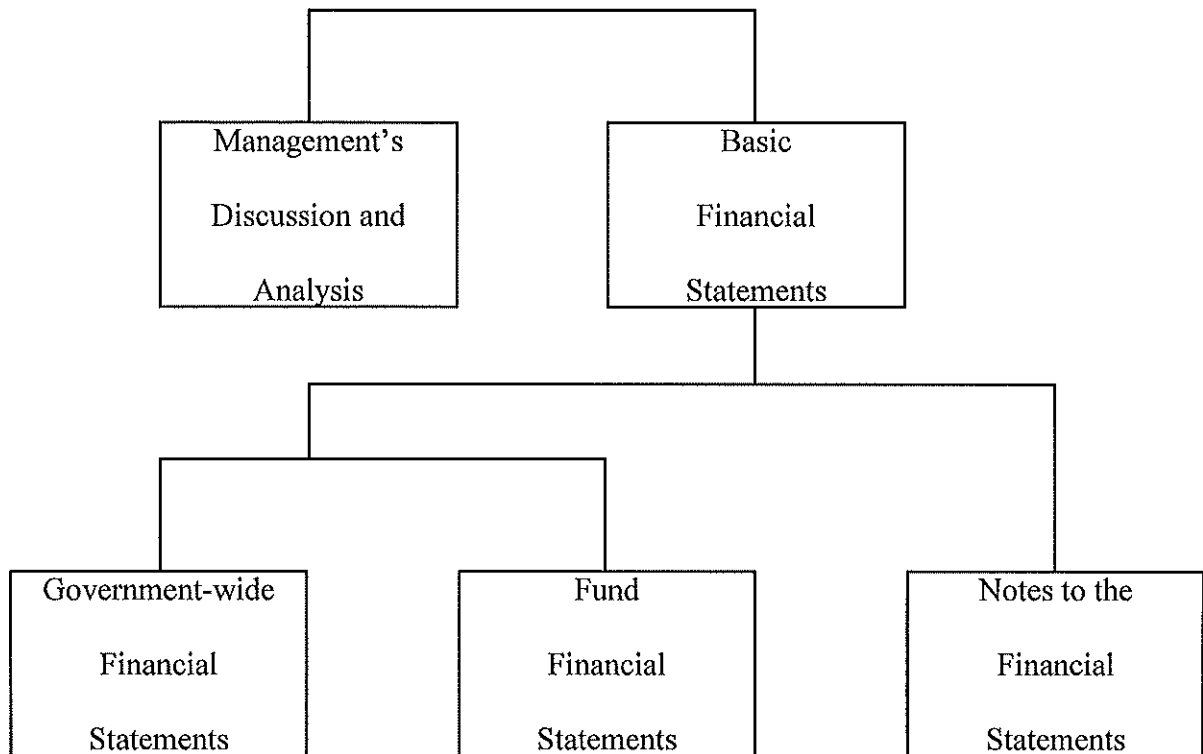 Management’s
Discussion and
Analysis
Basic
Financial
Statements
Government-wide
Financial
Statements
Fund
Financial
Statements
Notes to the
Financial
Statements